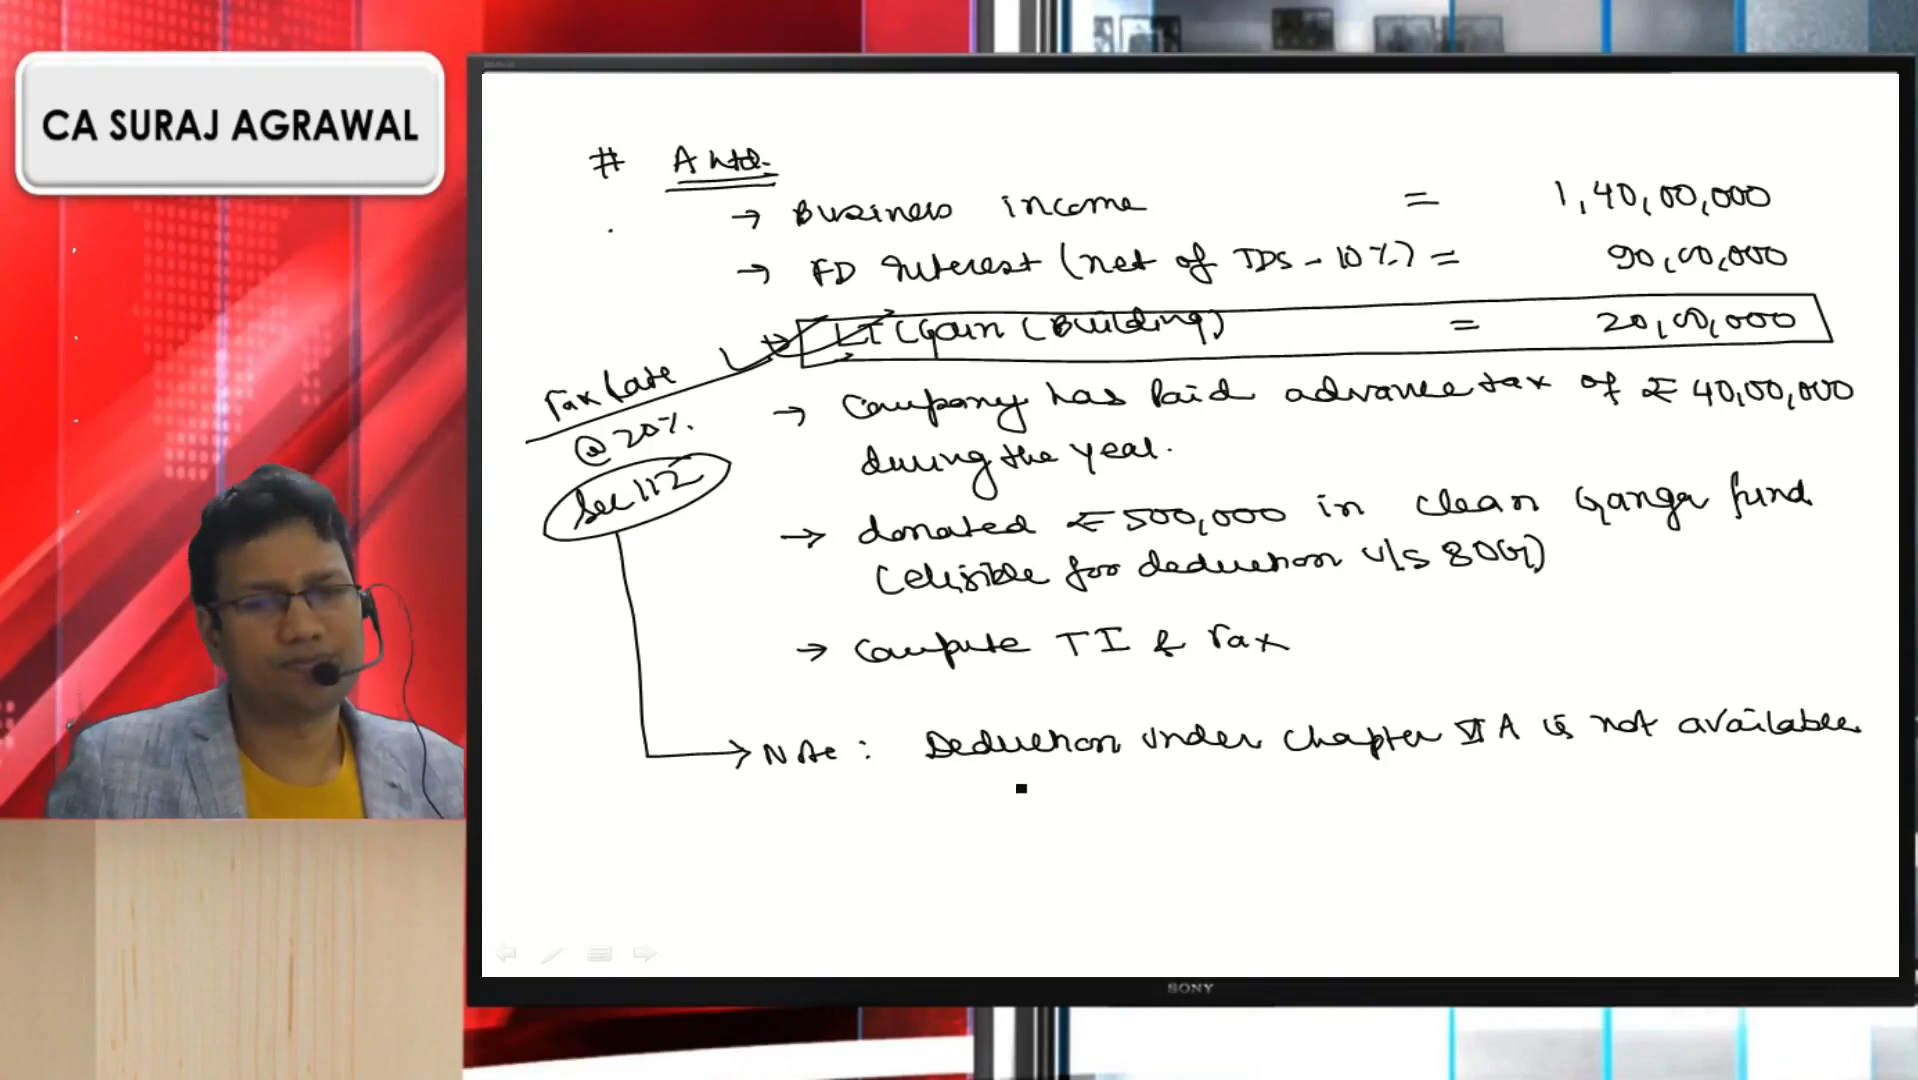 CA SURAJ AGRAWAL
# A Ltd.
→ Business income = 1,40,00,000
→ FD Interest (net of TDS - 10%) = 90,00,000
→ LTCGain (Building) = 20,00,000
Tax Rate
@ 20%.
Sec 112
→ Company has paid advance tax of ₹ 40,00,000
during the year.
→ donated ₹ 500,000 in clean Ganga fund
(eligible for deduction u/s 80G)
→ Compute TI & Tax
→ Note : Deduction under chapter VI A is not available
SONY